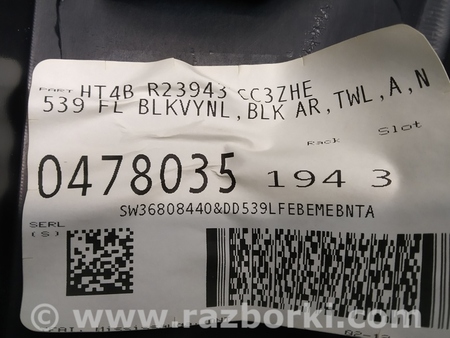 PART HT4B R23943 CC3ZHE
539 FL BLKVYNL,BLK AR,TWL,A,N
Rack Slot
0478035 194 3
SW36808440&DD539LFEBEMEBNTA
SERL
(S)
www.razborki.com